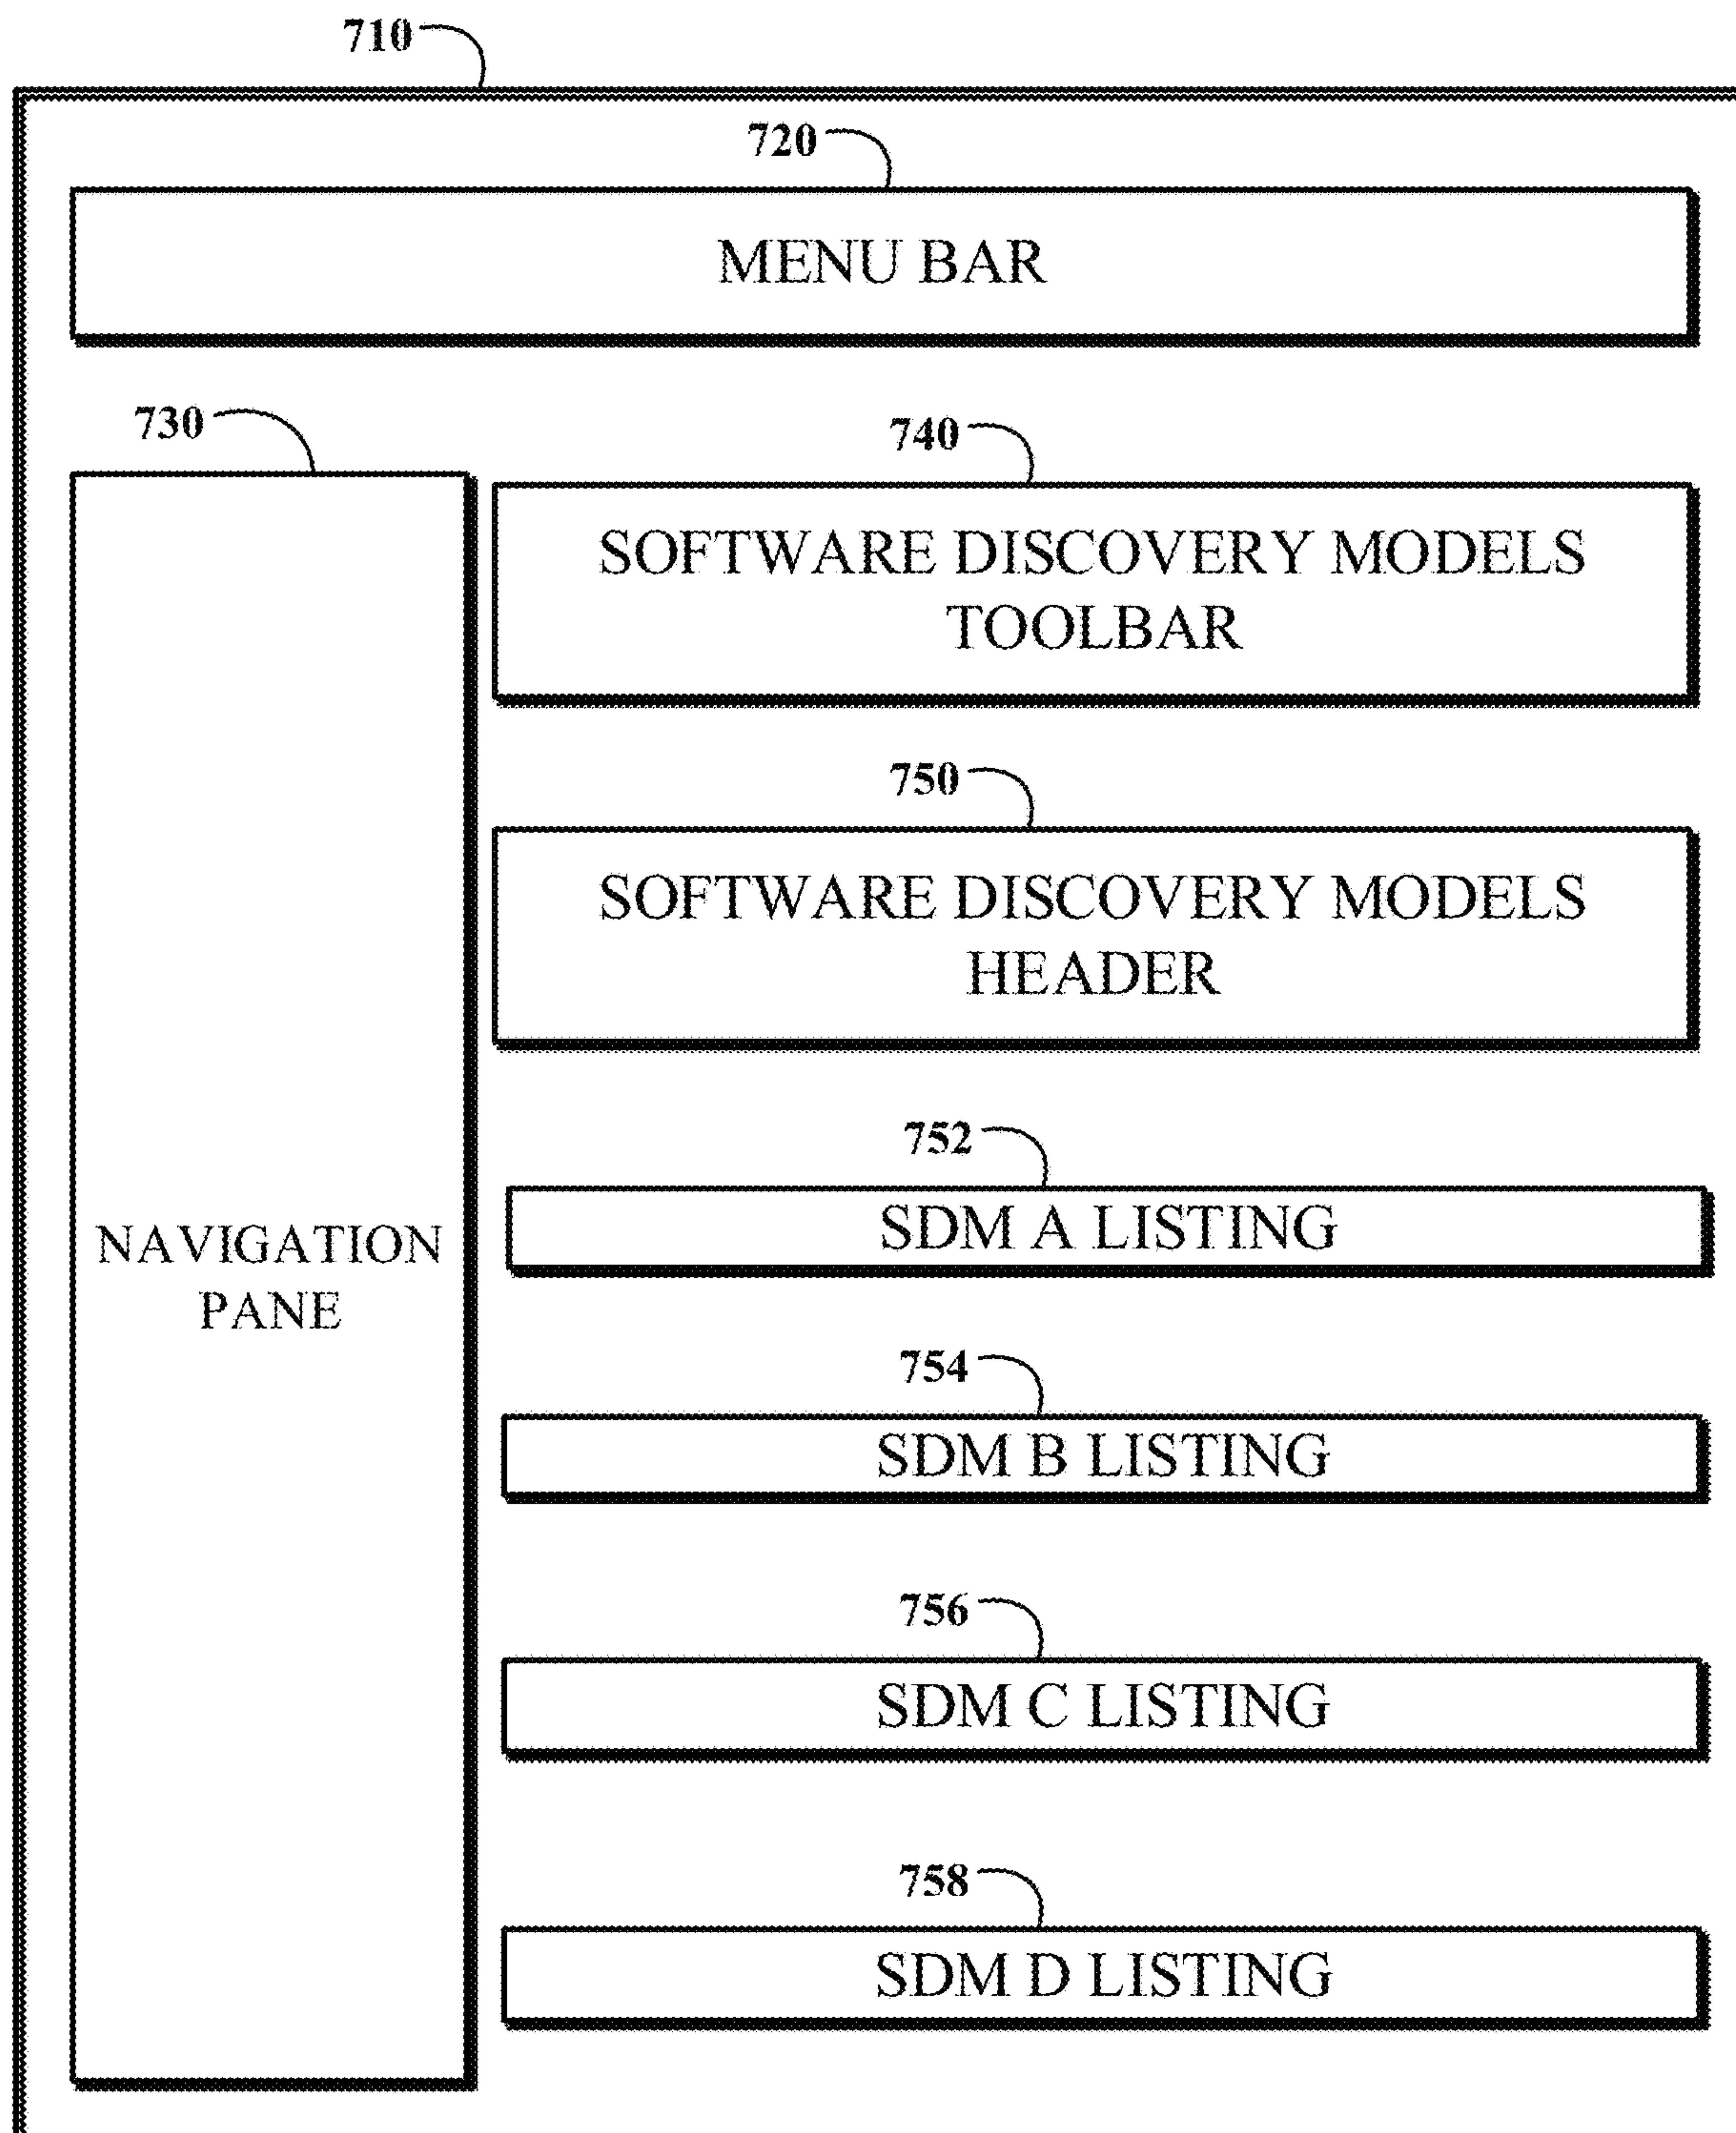 710
720
MENU BAR
730
NAVIGATION
PANE
740
SOFTWARE DISCOVERY MODELS
TOOLBAR
750
SOFTWARE DISCOVERY MODELS
HEADER
752
SDM A LISTING
754
SDM B LISTING
756
SDM C LISTING
758
SDM D LISTING